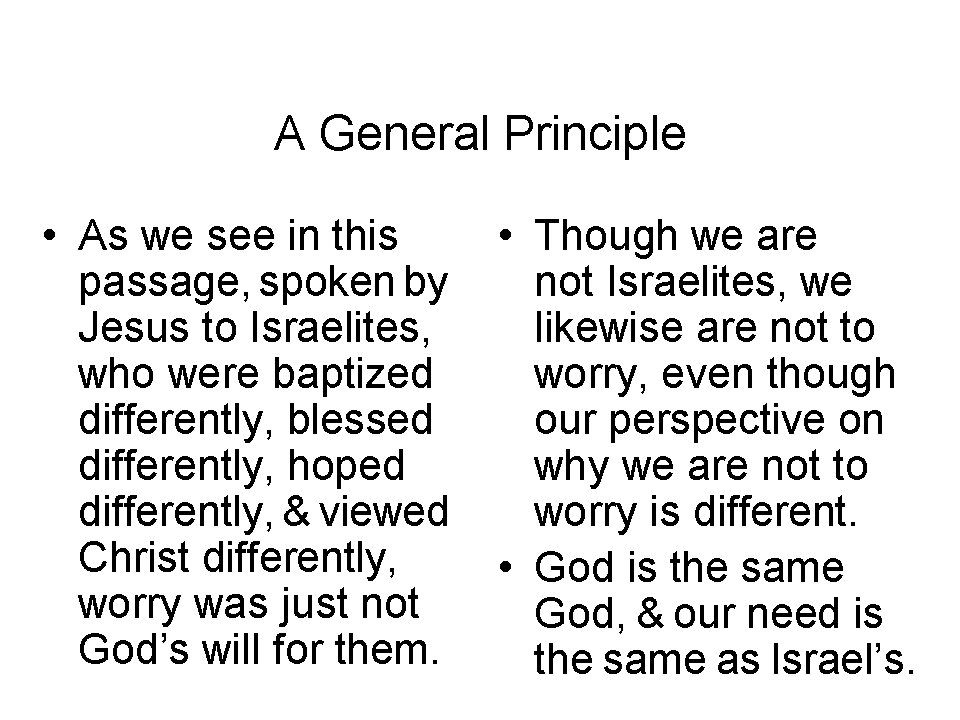 A General Principle
• As we see in this
passage, spoken by
Jesus to Israelites,
who were baptized
differently, blessed
differently, hoped
differently, & viewed
Christ differently,
worry was just not
God’s will for them.
• Though we are
not Israelites, we
likewise are not to
worry, even though
our perspective on
why we are not to
worry is different.
• God is the same
God, & our need is
the same as Israel’s.